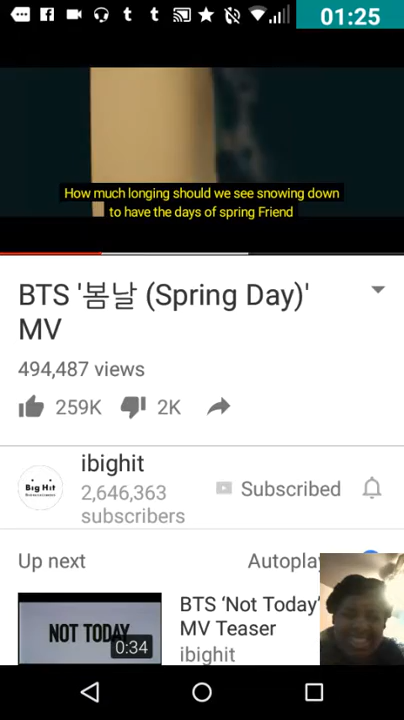 01:25
How much longing should we see snowing down
to have the days of spring Friend
BTS '봄날 (Spring Day)'
MV
494,487 views
259K
2K
ibighit
Big Hit
2,646,363
subscribers
Subscribed
Up next
Autoplay
BTS ‘Not Today’
MV Teaser
ibighit
NOT TODAY
0:34